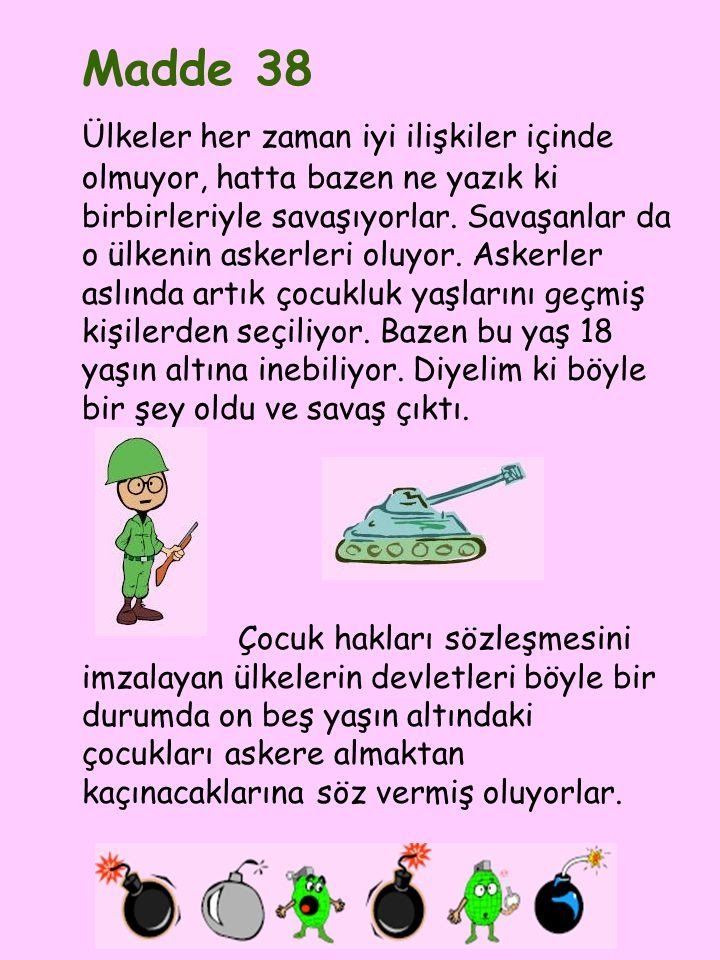 Madde 38
Ülkeler her zaman iyi ilişkiler içinde
olmuyor, hatta bazen ne yazık ki
birbirleriyle savaşıyorlar. Savaşanlar da
o ülkenin askerleri oluyor. Askerler
aslında artık çocukluk yaşlarını geçmiş
kişilerden seçiliyor. Bazen bu yaş 18
yaşın altına inebiliyor. Diyelim ki böyle
bir şey oldu ve savaş çıktı.
Çocuk hakları sözleşmesini
imzalayan ülkelerin devletleri böyle bir
durumda on beş yaşın altındaki
çocukları askere almaktan
kaçınacaklarına söz vermiş oluyorlar.